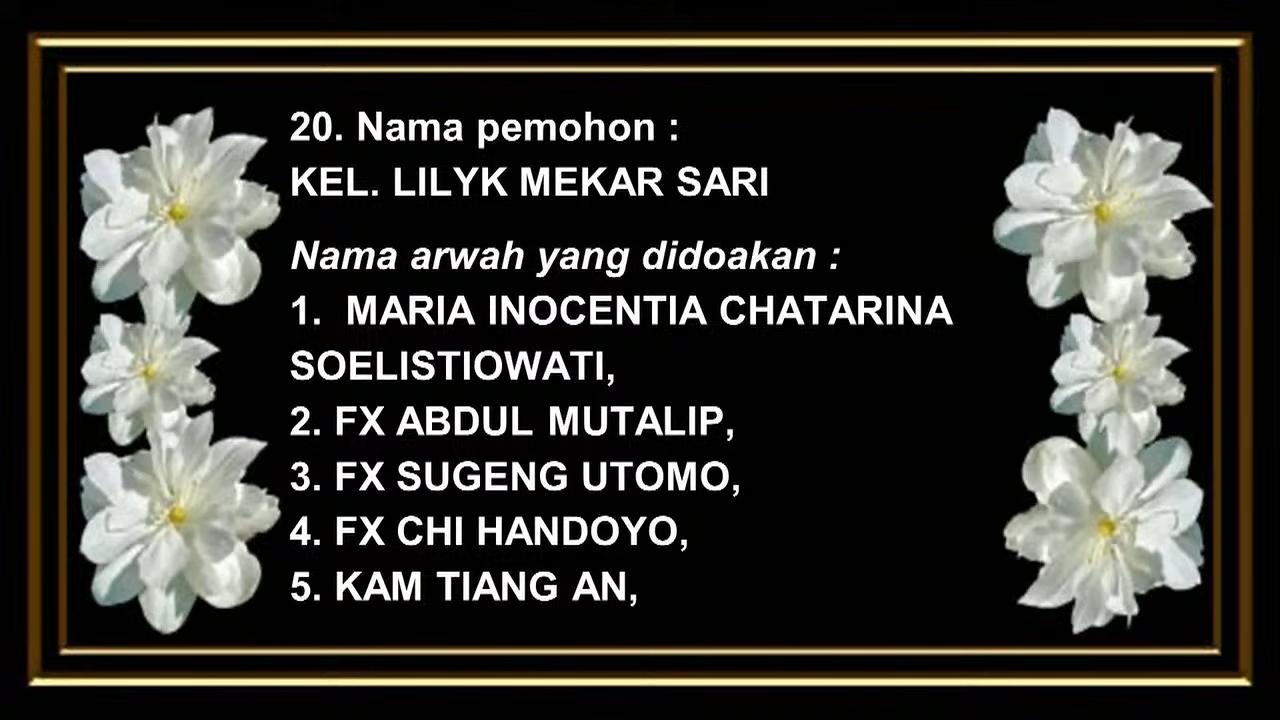 20. Nama pemohon :
KEL. LILYK MEKAR SARI
Nama arwah yang didoakan :
1.  MARIA INOCENTIA CHATARINA
SOELISTIOWATI,
2. FX ABDUL MUTALIP,
3. FX SUGENG UTOMO,
4. FX CHI HANDOYO,
5. KAM TIANG AN,